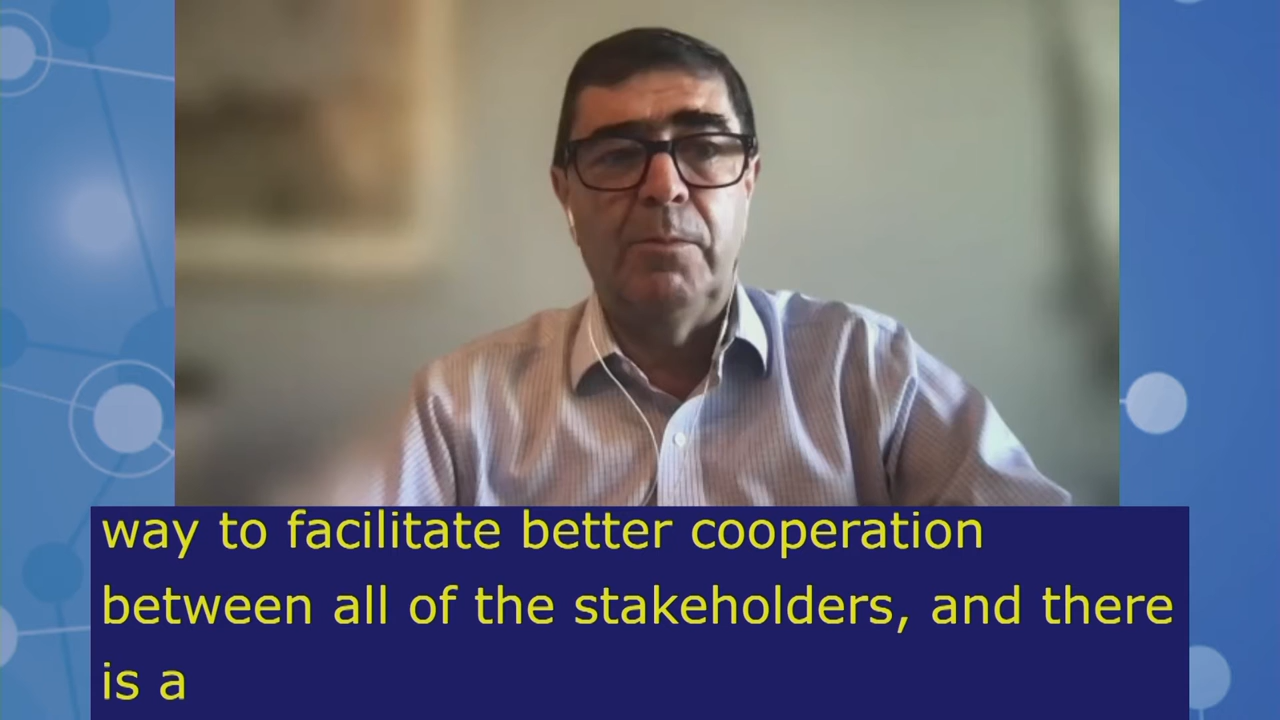 way to facilitate better cooperation
between all of the stakeholders, and there
is a